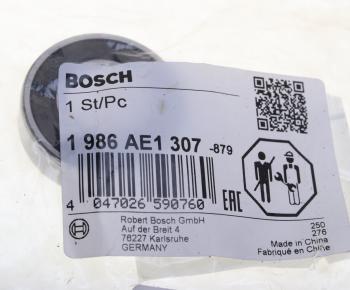 BOSCH
1 St/Pc
1 986 AE1 307 -879
4 047026 590760
EAC
Robert Bosch GmbH
Auf der Breit 4
76227 Karlsruhe
GERMANY
250
276
Made in China
Fabriqué en Chine